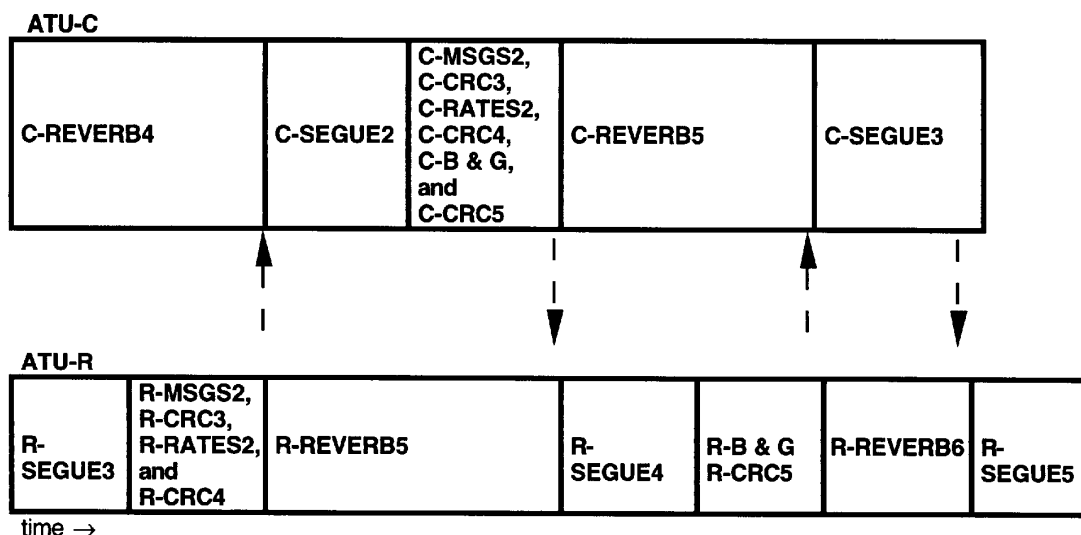 ATU-C
C-REVERB4
C-SEGUE2
C-MSGS2,
C-CRC3,
C-RATES2,
C-CRC4,
C-B & G,
and
C-CRC5
C-REVERB5
C-SEGUE3
ATU-R
R-
SEGUE3
R-MSGS2,
R-CRC3,
R-RATES2,
and
R-CRC4
R-REVERB5
R-
SEGUE4
R-B & G
R-CRC5
R-REVERB6
R-
SEGUE5
time →